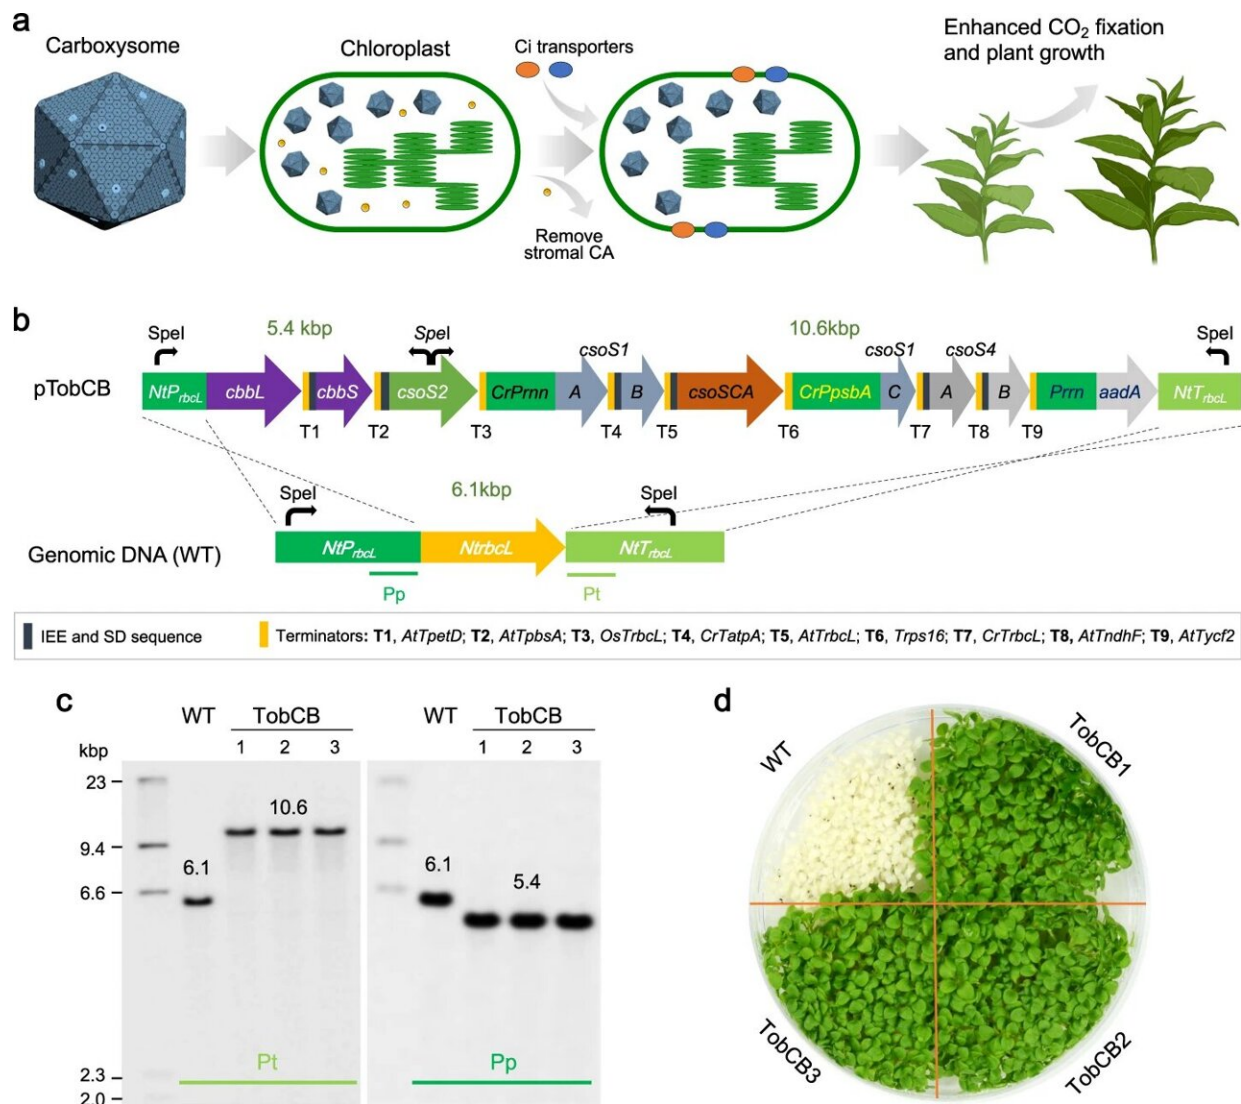 a
Carboxysome
Chloroplast
Ci transporters
Remove
stromal CA
Enhanced CO₂ fixation
and plant growth
b
pTobCB
SpeI
5.4 kbp
SpeI
10.6kbp
SpeI
csoS1
csoS1
csoS4
NtPrbcL
cbbL
cbbS
csoS2
CrPrnn
A
B
csoSCA
CrPpsbA
C
A
B
Prrn
aadA
NtTrbcL
T1
T2
T3
T4
T5
T6
T7
T8
T9
SpeI
6.1kbp
SpeI
Genomic DNA (WT)
NtPrbcL
NtrbcL
NtTrbcL
Pp
Pt
IEE and SD sequence
Terminators: T1, AtTpetD; T2, AtTpbsA; T3, OsTrbcL; T4, CrTatpA; T5, AtTrbcL; T6, Trps16; T7, CrTrbcL; T8, AtTndhF; T9, AtTycf2
c
WT
TobCB
1 2 3
WT
TobCB
1 2 3
kbp
23
9.4
6.6
2.3
2.0
6.1
10.6
6.1
5.4
Pt
Pp
d
WT
TobCB1
TobCB3
TobCB2